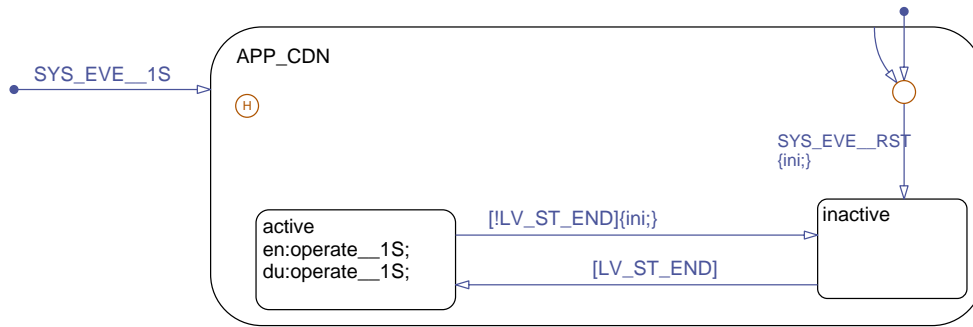 APP_CDN
SYS_EVE__1S
H
SYS_EVE__RST
{ini;}
active
en:operate__1S;
du:operate__1S;
[!LV_ST_END]{ini;}
[LV_ST_END]
inactive